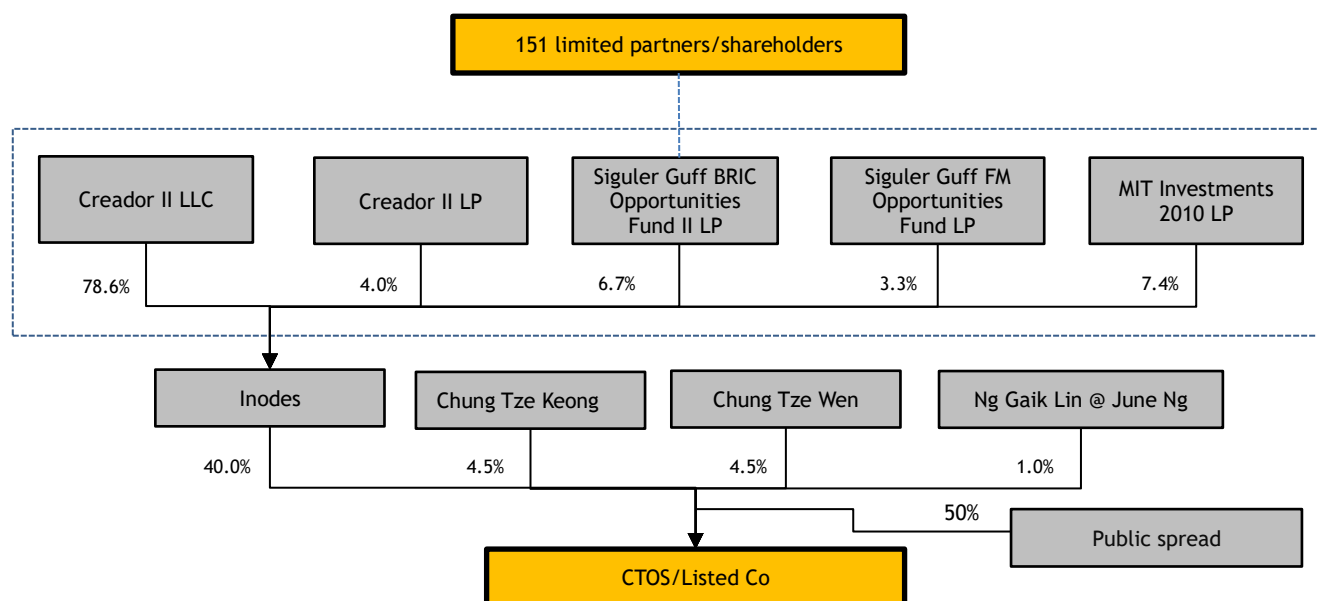 151 limited partners/shareholders
Creador II LLC
Creador II LP
Siguler Guff BRIC
Opportunities
Fund II LP
Siguler Guff FM
Opportunities
Fund LP
MIT Investments
2010 LP
78.6%
4.0%
6.7%
3.3%
7.4%
Inodes
Chung Tze Keong
Chung Tze Wen
Ng Gaik Lin @ June Ng
40.0%
4.5%
4.5%
1.0%
50%
Public spread
CTOS/Listed Co